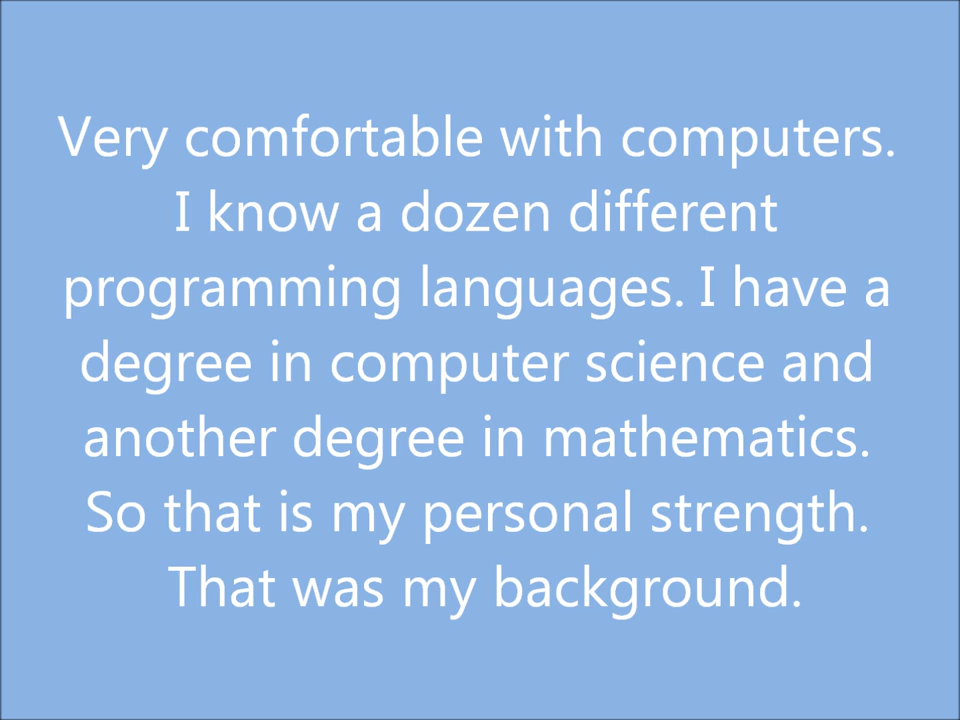 Very comfortable with computers.
I know a dozen different
programming languages. I have a
degree in computer science and
another degree in mathematics.
So that is my personal strength.
That was my background.